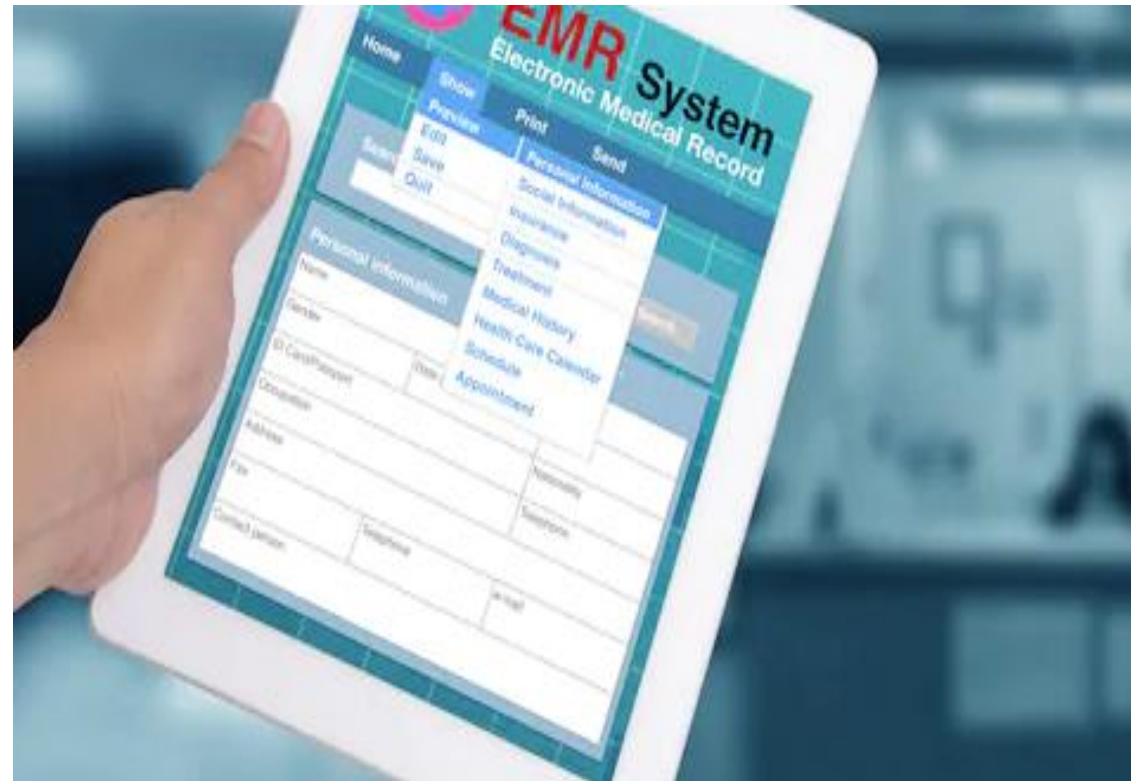 EMR System
Electronic Medical Record
Home
Show
Print
Send
Preview
Edit
Save
Quit
Personal Information
Social Information
Insurance
Diagnosis
Treatment
Medical History
Health Care Calendar
Schedule
Appointment
Search
Personal Information
Name
Gender
Date
ID Card/Passport
Nationality
Occupation
Telephone
Address
Fax
Telephone
e-mail
Contact person